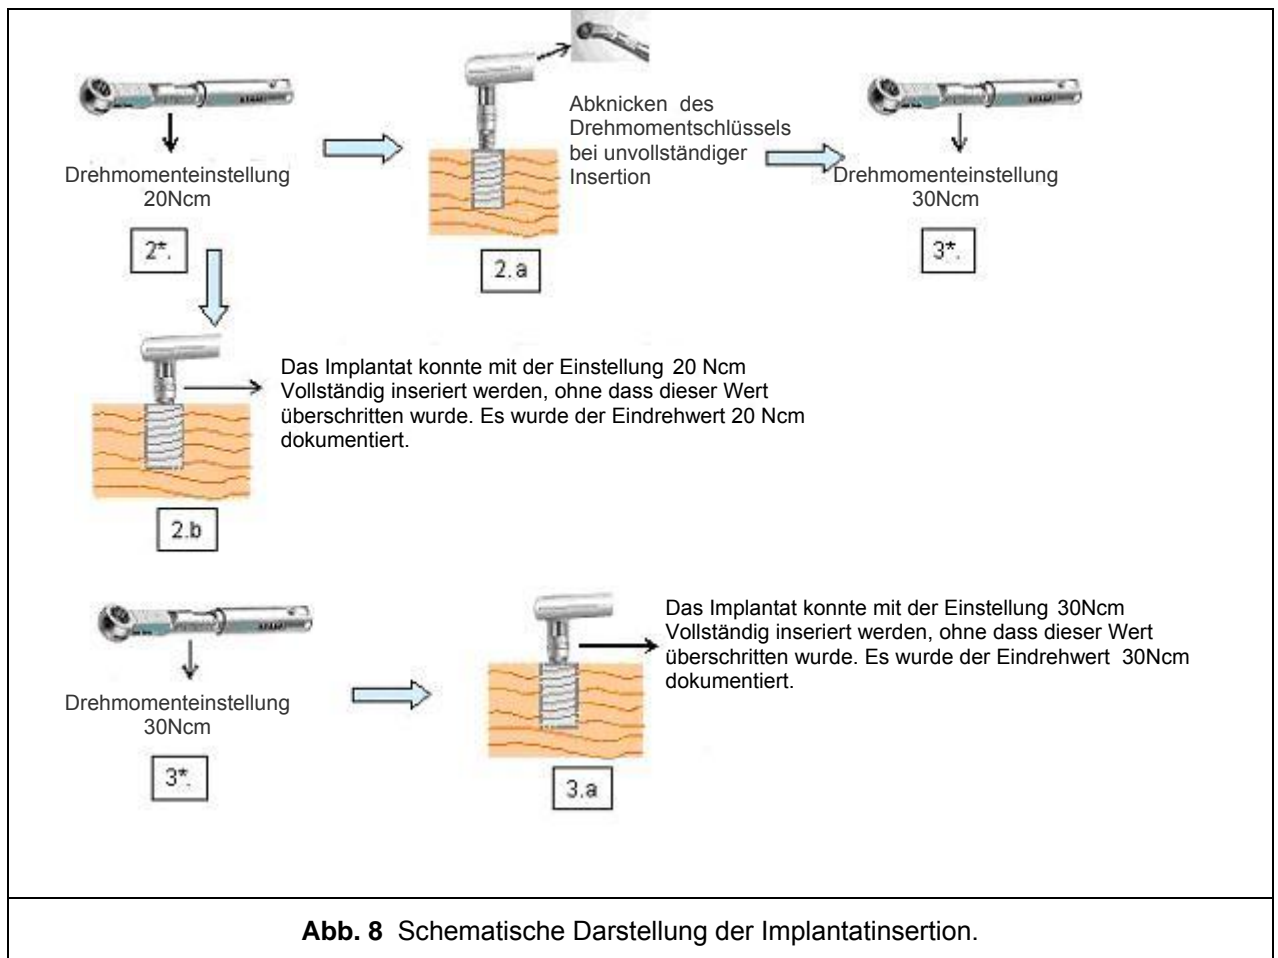 Drehmomenteinstellung
20Ncm
2*.
Abknicken des
Drehmomentschlüssels
bei unvollständiger
Insertion
2.a
Drehmomenteinstellung
30Ncm
3*.
Das Implantat konnte mit der Einstellung 20 Ncm
Vollständig inseriert werden, ohne dass dieser Wert
überschritten wurde. Es wurde der Eindrehwert 20 Ncm
dokumentiert.
2.b
Drehmomenteinstellung
30Ncm
3*.
Das Implantat konnte mit der Einstellung 30Ncm
Vollständig inseriert werden, ohne dass dieser Wert
überschritten wurde. Es wurde der Eindrehwert 30Ncm
dokumentiert.
3.a
Abb. 8 Schematische Darstellung der Implantatinsertion.